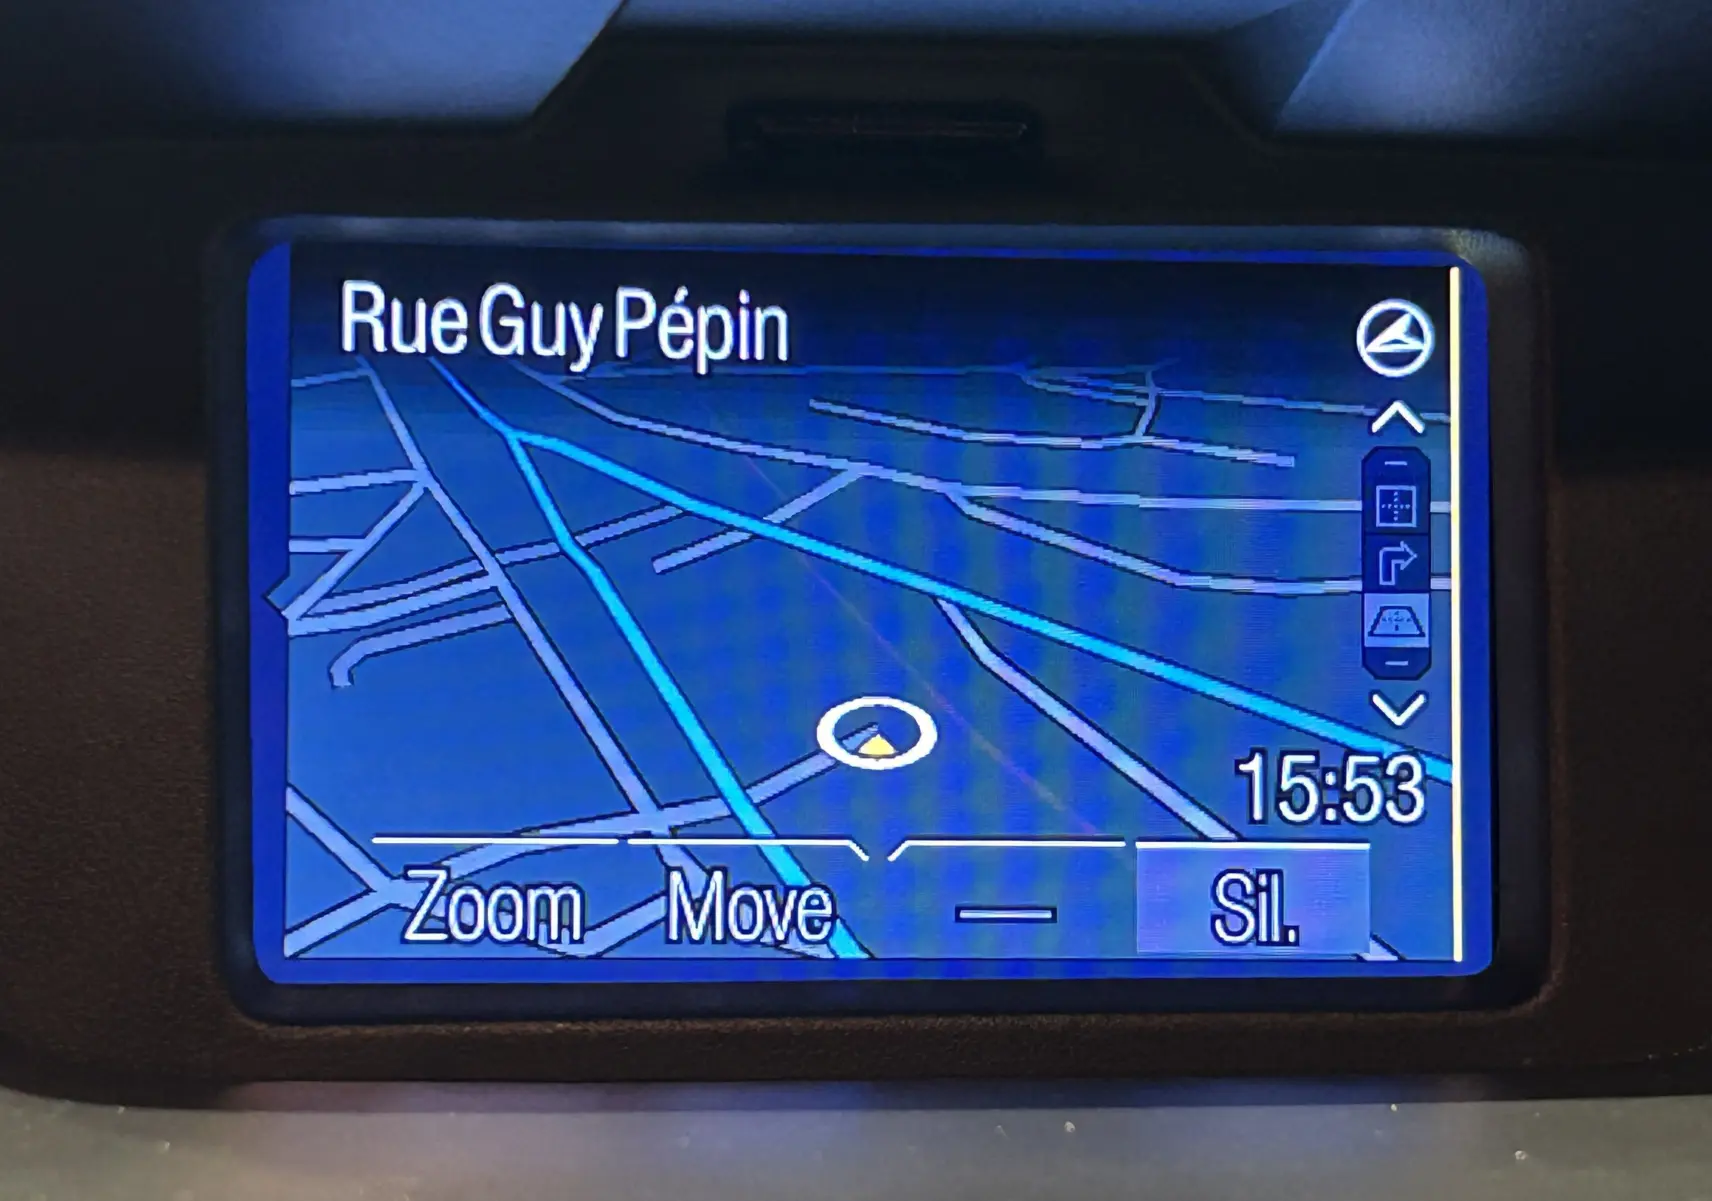 Rue Guy Pépin
15:53
Zoom Move Sil.